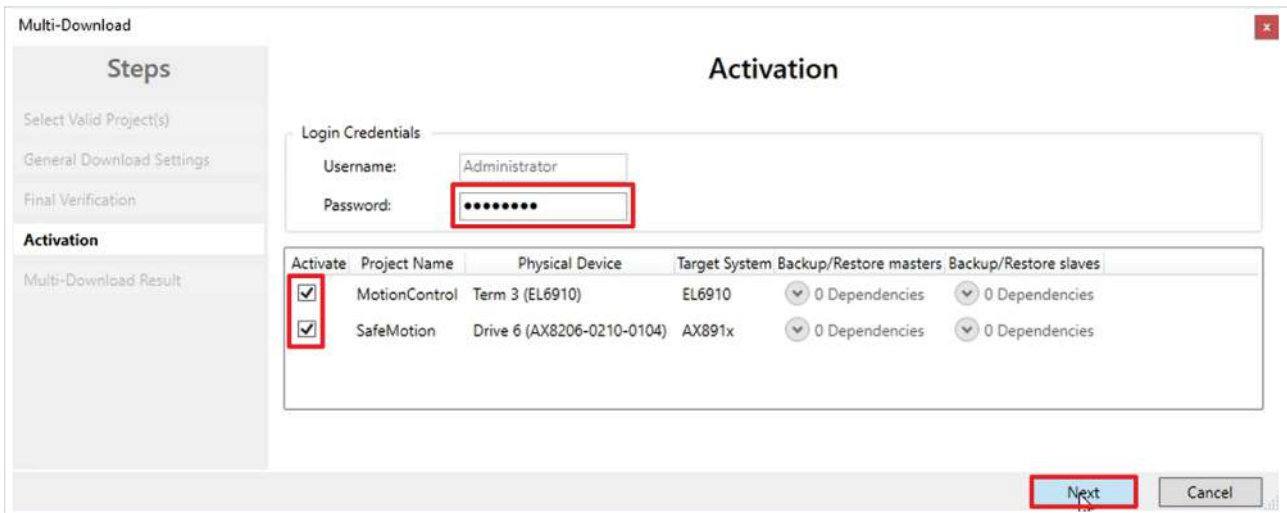 Multi-Download
x
Steps
Activation
Select Valid Project(s)
General Download Settings
Final Verification
Activation
Multi-Download Result
Login Credentials
Username: Administrator
Password: ●●●●●●●●
Activate Project Name Physical Device Target System Backup/Restore masters Backup/Restore slaves
MotionControl Term 3 (EL6910) EL6910 0 Dependencies 0 Dependencies
SafeMotion Drive 6 (AX8206-0210-0104) AX891x 0 Dependencies 0 Dependencies
Next Cancel